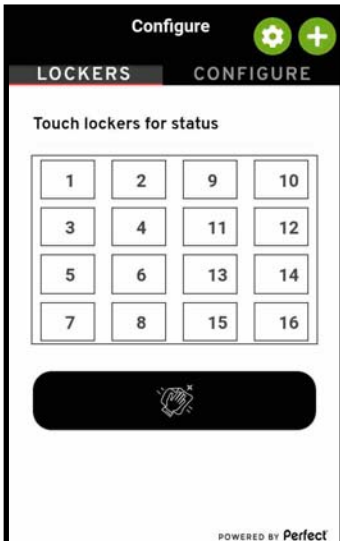 Configure
LOCKERS CONFIGURE
Touch lockers for status
1 2 9 10
3 4 11 12
5 6 13 14
7 8 15 16
POWERED BY Perfect